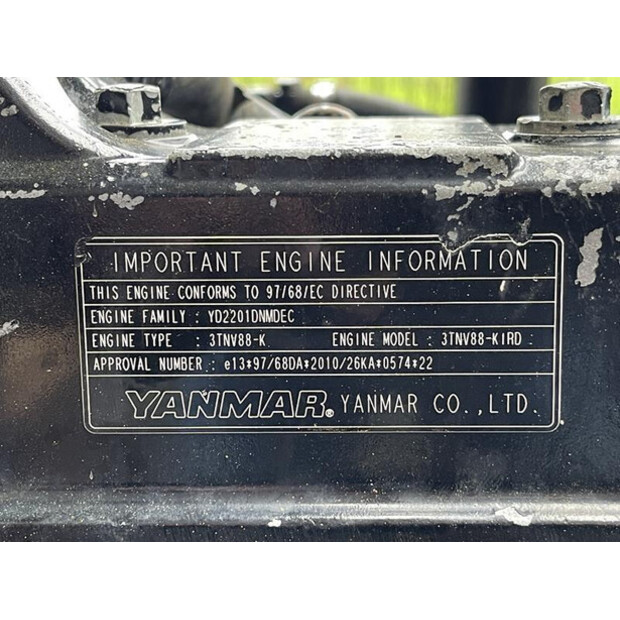 IMPORTANT ENGINE INFORMATION
THIS ENGINE CONFORMS TO 97/68/EC DIRECTIVE
ENGINE FAMILY : YD2201DNMDEC
ENGINE TYPE : 3TNV88-K ENGINE MODEL : 3TNV88-KIRD
APPROVAL NUMBER : e13*97/68DA*2010/26KA*0574*22
YANMAR® YANMAR CO.,LTD.